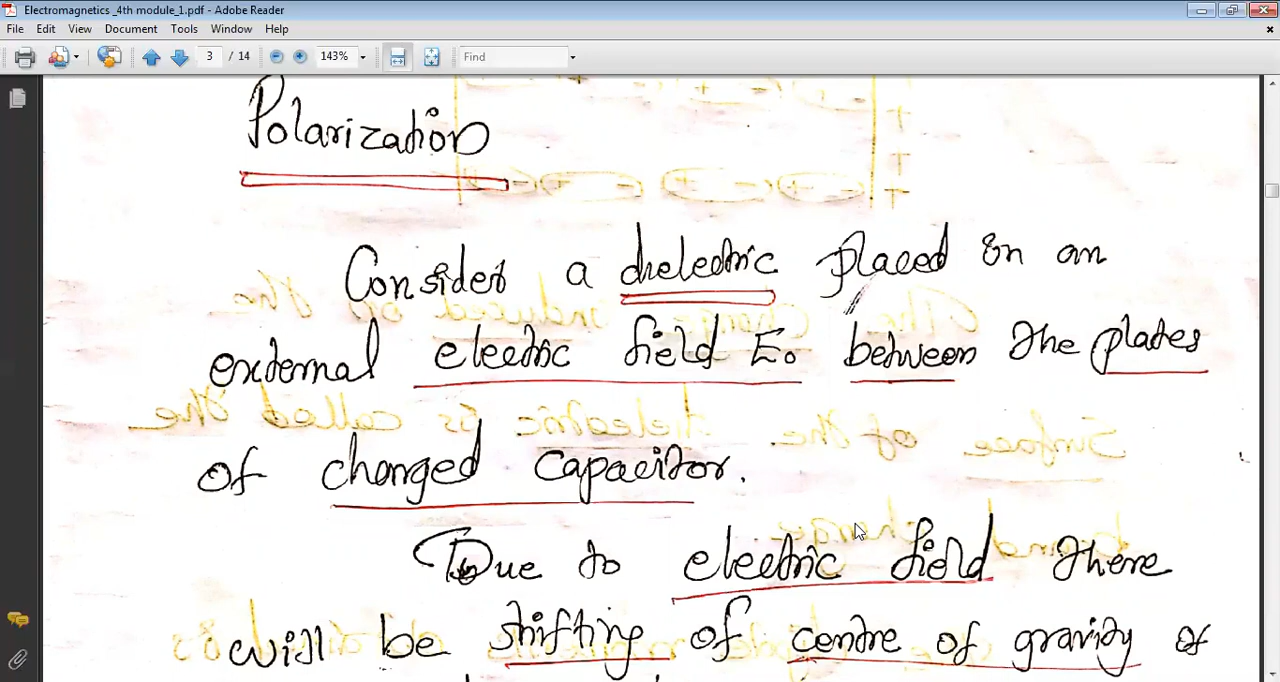 Electromagnetics _4th module_1.pdf - Adobe Reader
File Edit View Document Tools Window Help
3 / 14 143% Find
Polarization
Consider a dielectric placed in an
external electric field E₀ between the plates
of charged capacitor.
Due to electric field there
will be shifting of centre of gravity of